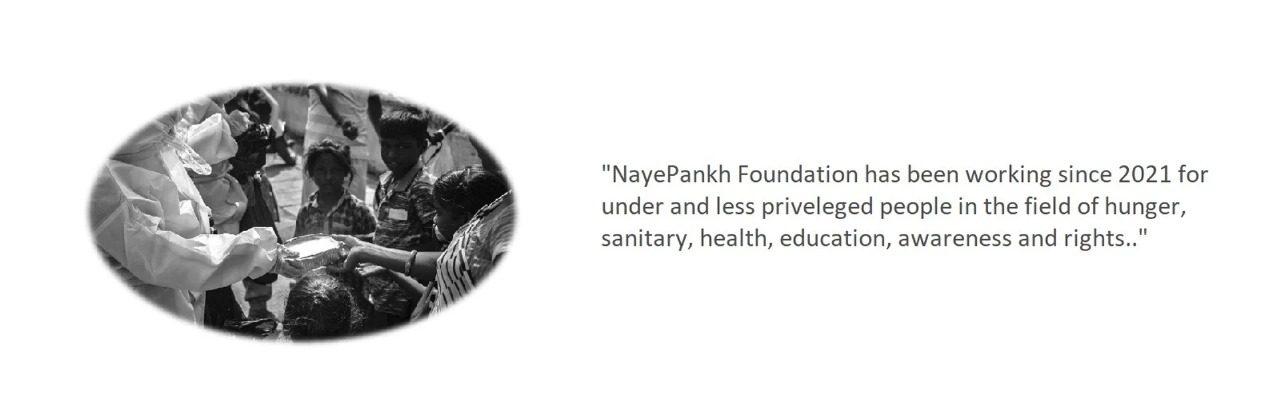 "NayePankh Foundation has been working since 2021 for
under and less priveleged people in the field of hunger,
sanitary, health, education, awareness and rights.."